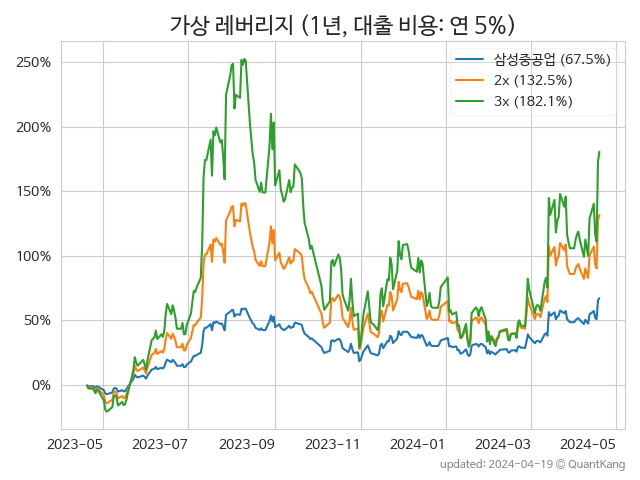 가상 레버리지 (1년, 대출 비용: 연 5%)
250%
200%
150%
100%
50%
0%
삼성중공업 (67.5%)
2x (132.5%)
3x (182.1%)
2023-05
2023-07
2023-09
2023-11
2024-01
2024-03
2024-05
updated: 2024-04-19 © QuantKang